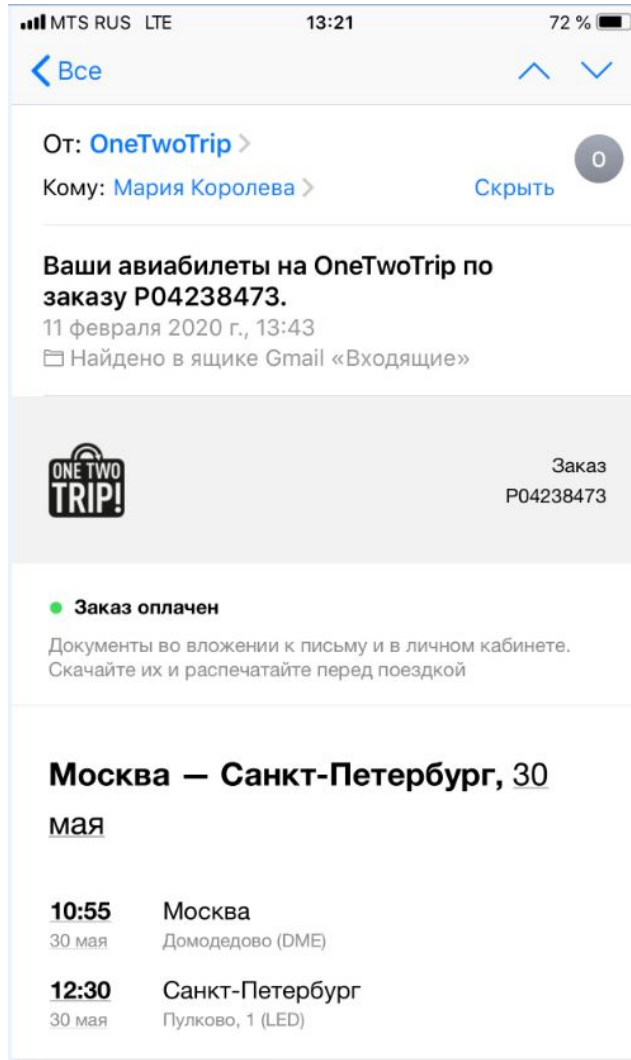 MTS RUS LTE 13:21 72 %
Все
От: OneTwoTrip
О
Кому: Мария Королева Скрыть
Ваши авиабилеты на OneTwoTrip по
заказу P04238473.
11 февраля 2020 г., 13:43
Найдено в ящике Gmail «Входящие»
ONE TWO
TRIP!
Заказ
P04238473
Заказ оплачен
Документы во вложении к письму и в личном кабинете.
Скачайте их и распечатайте перед поездкой
Москва — Санкт-Петербург, 30
мая
10:55 Москва
30 мая Домодедово (DME)
12:30 Санкт-Петербург
30 мая Пулково, 1 (LED)